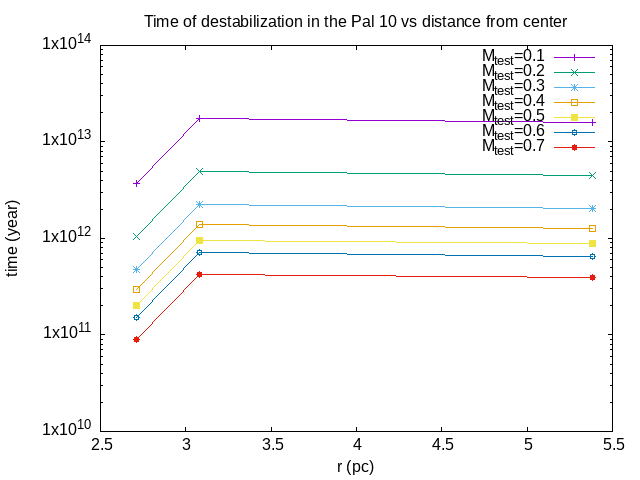 Time of destabilization in the Pal 10 vs distance from center
1x10^14
1x10^13
1x10^12
1x10^11
1x10^10
time (year)
M_test=0.1
M_test=0.2
M_test=0.3
M_test=0.4
M_test=0.5
M_test=0.6
M_test=0.7
2.5 3 3.5 4 4.5 5 5.5
r (pc)